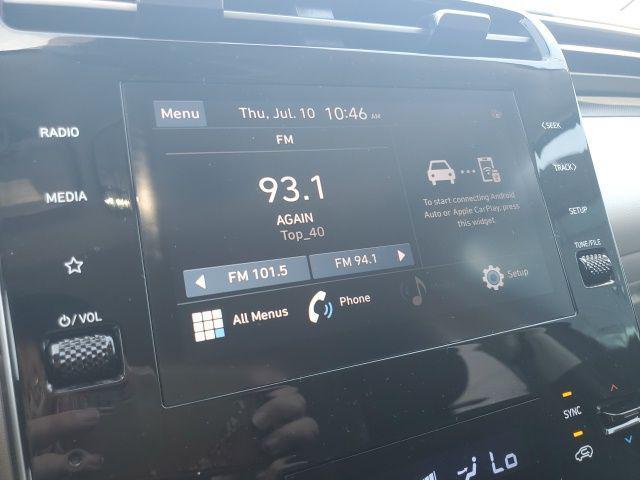 Menu Thu, Jul. 10 10:46 AM
FM
93.1
AGAIN
Top_40
FM 101.5 FM 94.1
To start connecting Android
Auto or Apple CarPlay, press
this widget.
All Menus Phone Setup
RADIO
MEDIA
VOL
SEEK
TRACK
SETUP
TUNE/FILE
SYNC
Lo